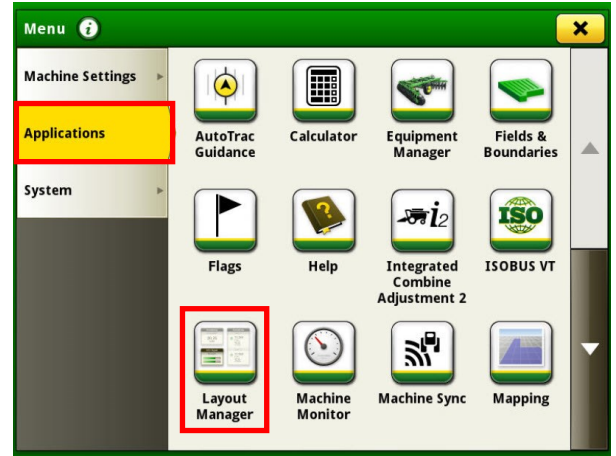 Menu i
Machine Settings
Applications
System
AutoTrac
Guidance
Calculator
Equipment
Manager
Fields &
Boundaries
Flags
Help
i2
Integrated
Combine
Adjustment 2
ISO
ISOBUS VT
Layout
Manager
Machine
Monitor
Machine Sync
Mapping